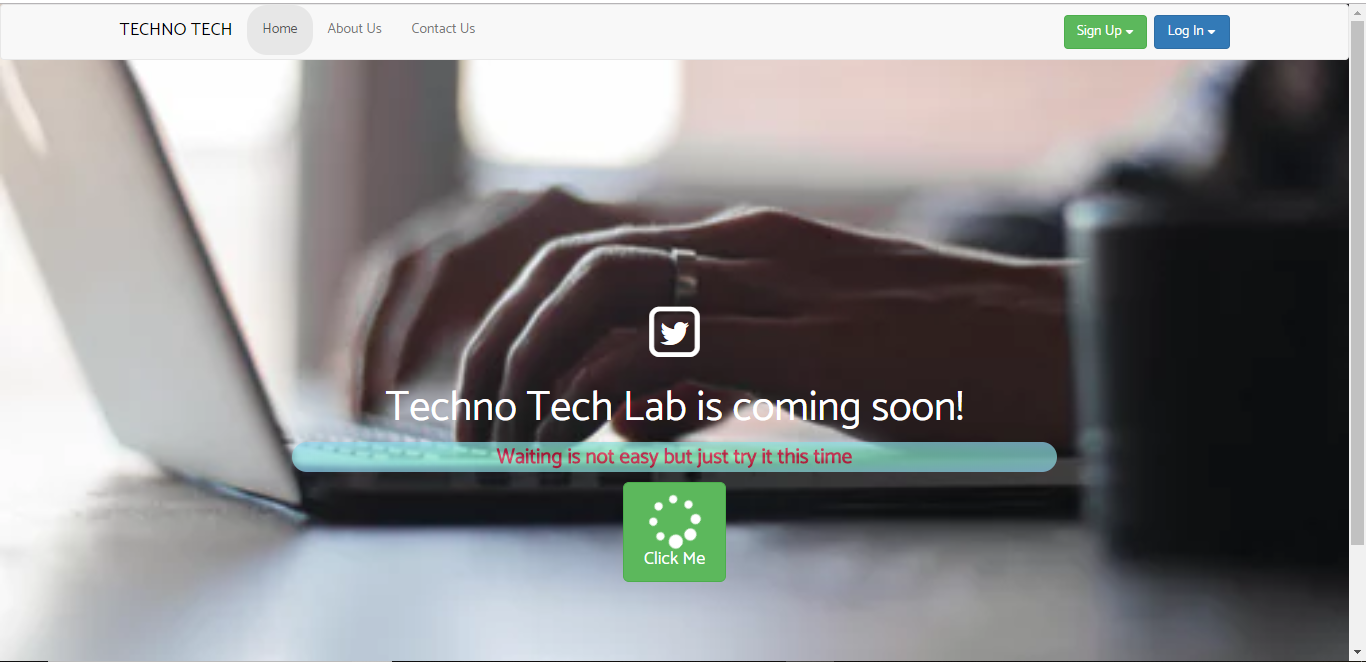 TECHNO TECH Home About Us Contact Us Sign Up Log In
Techno Tech Lab is coming soon!
Waiting is not easy but just try it this time
Click Me